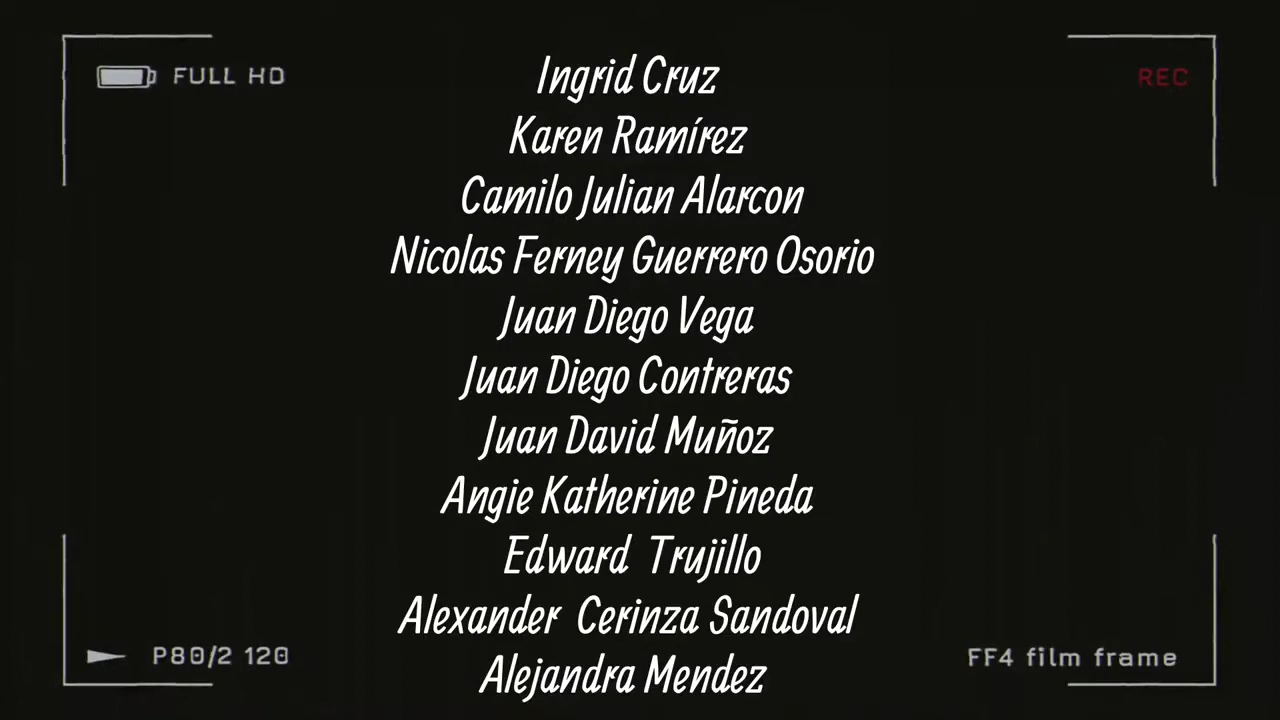 FULL HD
REC
Ingrid Cruz
Karen Ramírez
Camilo Julian Alarcon
Nicolas Ferney Guerrero Osorio
Juan Diego Vega
Juan Diego Contreras
Juan David Muñoz
Angie Katherine Pineda
Edward Trujillo
Alexander Cerinza Sandoval
Alejandra Mendez
P80/2 120
FF4 film frame